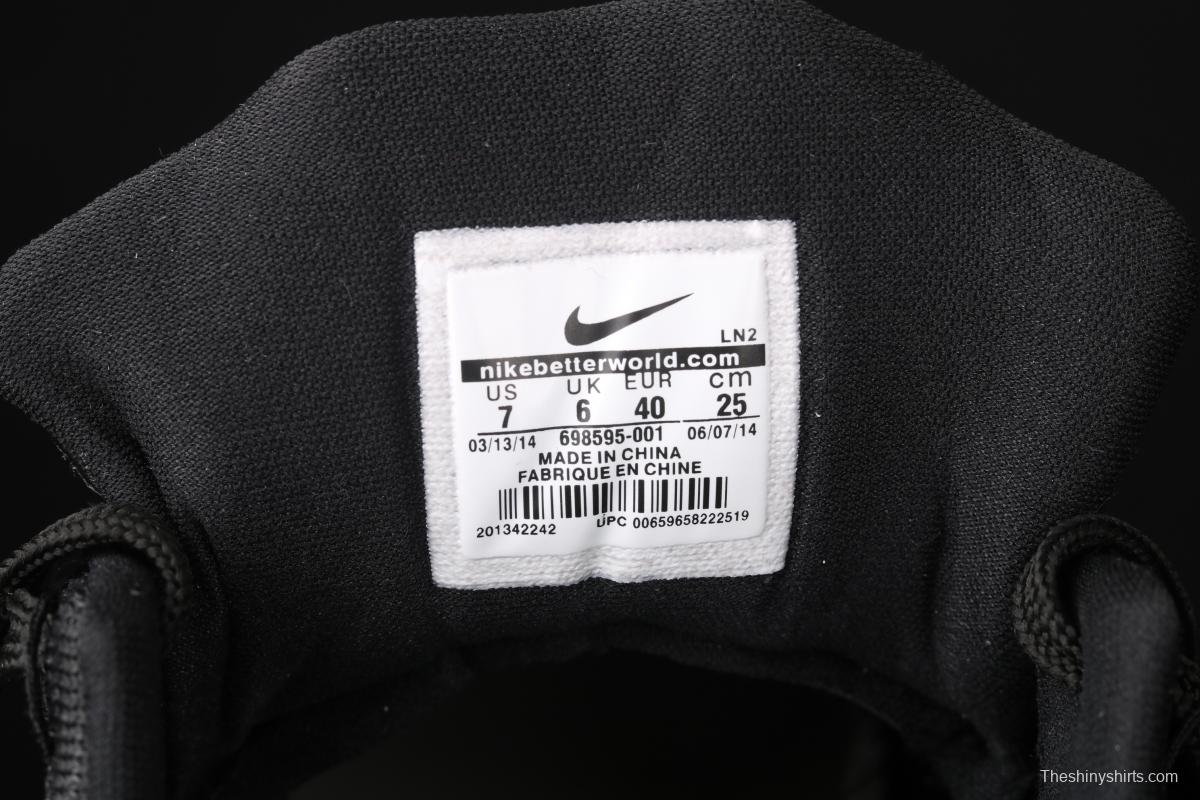 LN2
nikebetterworld.com
US UK EUR cm
7 6 40 25
03/13/14 698595-001 06/07/14
MADE IN CHINA
FABRIQUE EN CHINE
201342242 UPC 00659658222519
Theshinyshirts.com